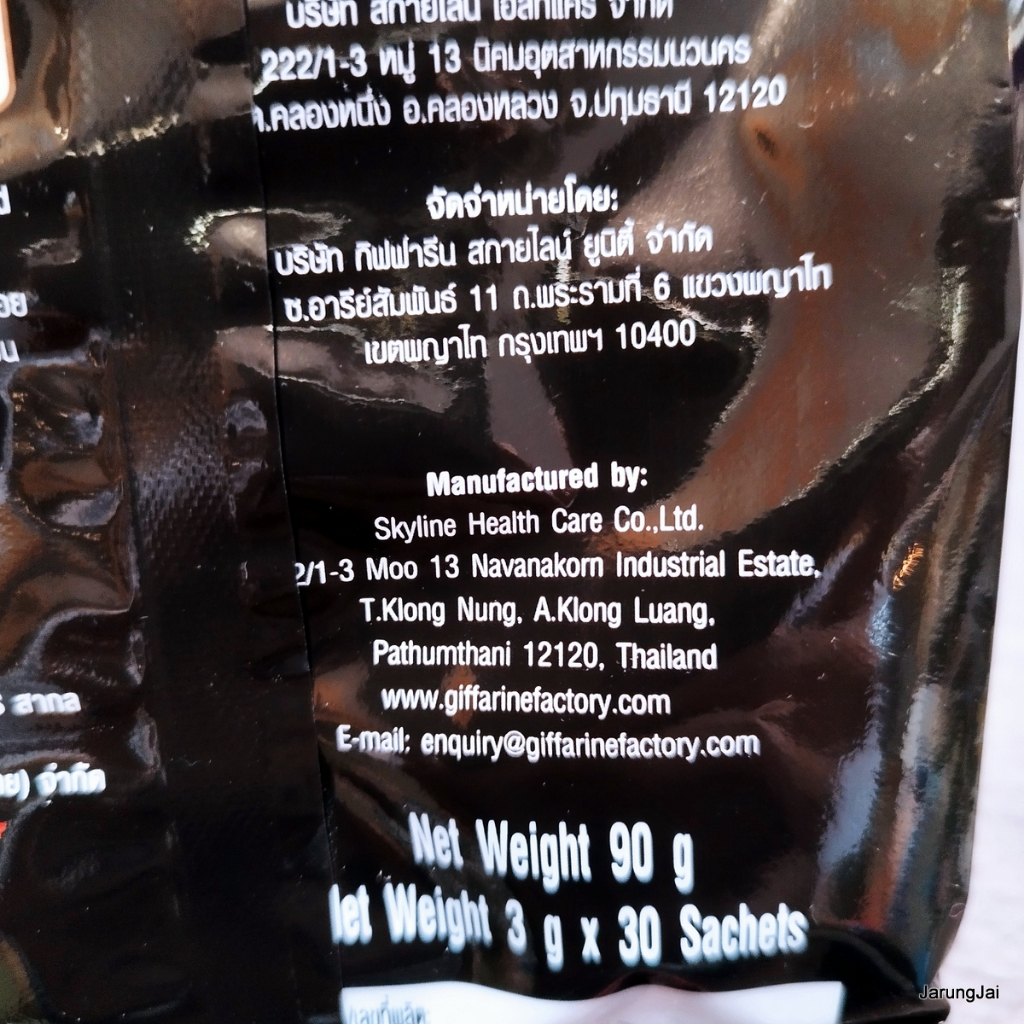 บริษัท สกายไลน์ เฮลท์แคร์ จำกัด
222/1-3 หมู่ 13 นิคมอุตสาหกรรมนวนคร
ต.คลองหนึ่ง อ.คลองหลวง จ.ปทุมธานี 12120
จัดจำหน่ายโดย:
บริษัท กิฟฟารีน สกายไลน์ ยูนิตี้ จำกัด
ซ.อารีย์สัมพันธ์ 11 ถ.พระรามที่ 6 แขวงพญาไท
เขตพญาไท กรุงเทพฯ 10400
Manufactured by:
Skyline Health Care Co.,Ltd.
2/1-3 Moo 13 Navanakorn Industrial Estate,
T.Klong Nung, A.Klong Luang,
Pathumthani 12120, Thailand
www.giffarinefactory.com
E-mail: enquiry@giffarinefactory.com
สากล
จำกัด
Net Weight 90 g
et Weight 3 g x 30 Sachets
JarungJai